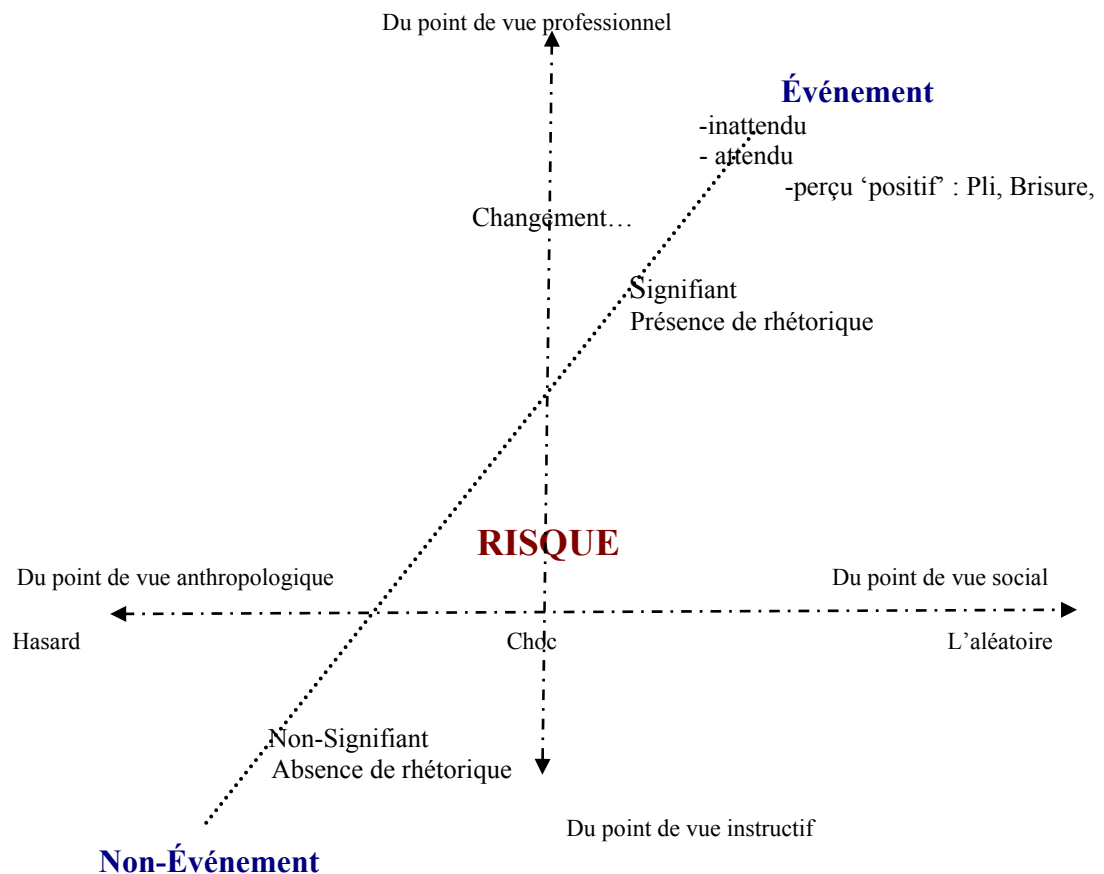 Du point de vue professionnel
Événement
-inattendu
- attendu
-perçu ‘positif’ : Pli, Brisure,
Changement…
Signifiant
Présence de rhétorique
RISQUE
Du point de vue anthropologique
Du point de vue social
Hasard
Choc
L’aléatoire
Non-Signifiant
Absence de rhétorique
Du point de vue instructif
Non-Événement